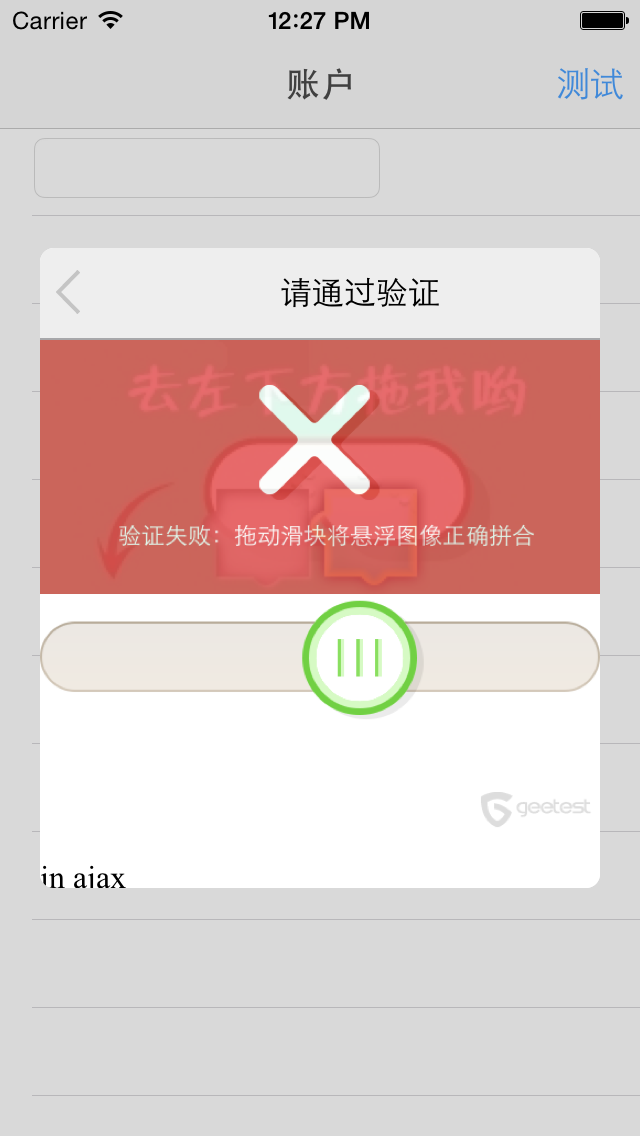 Carrier 12:27 PM
账户 测试
请通过验证
去左下方拖我哟
验证失败：拖动滑块将悬浮图像正确拼合
geetest
in ajax